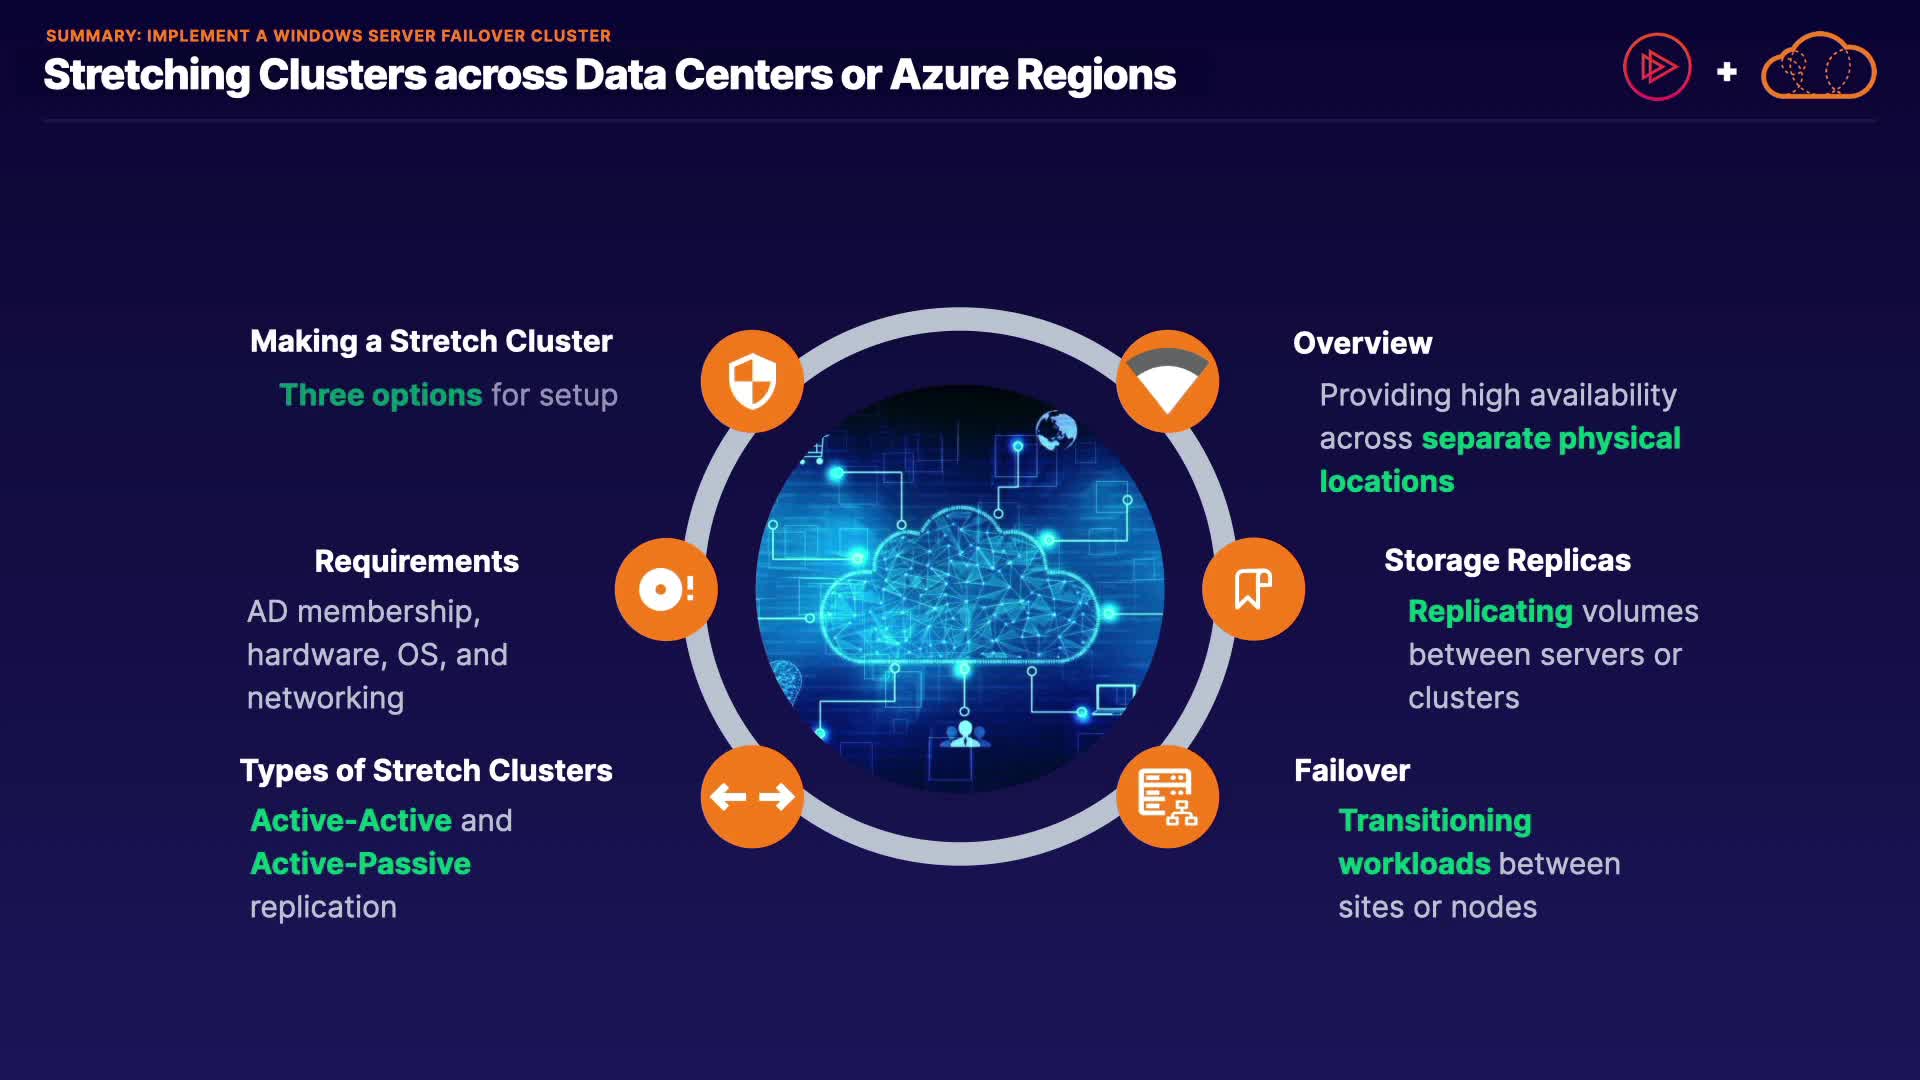 SUMMARY: IMPLEMENT A WINDOWS SERVER FAILOVER CLUSTER
Stretching Clusters across Data Centers or Azure Regions
Making a Stretch Cluster
Three options for setup
Requirements
AD membership,
hardware, OS, and
networking
Types of Stretch Clusters
Active-Active and
Active-Passive
replication
Overview
Providing high availability
across separate physical
locations
Storage Replicas
Replicating volumes
between servers or
clusters
Failover
Transitioning
workloads between
sites or nodes